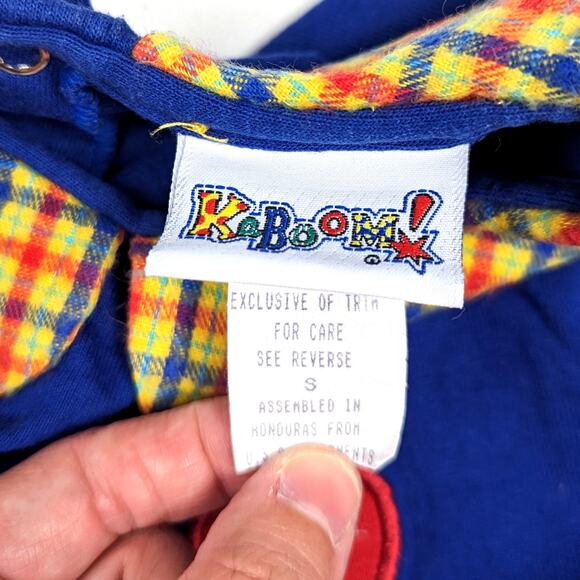 KaBooM!
®
EXCLUSIVE OF TRIM
FOR CARE
SEE REVERSE
S
ASSEMBLED IN
HONDURAS FROM
U.S.